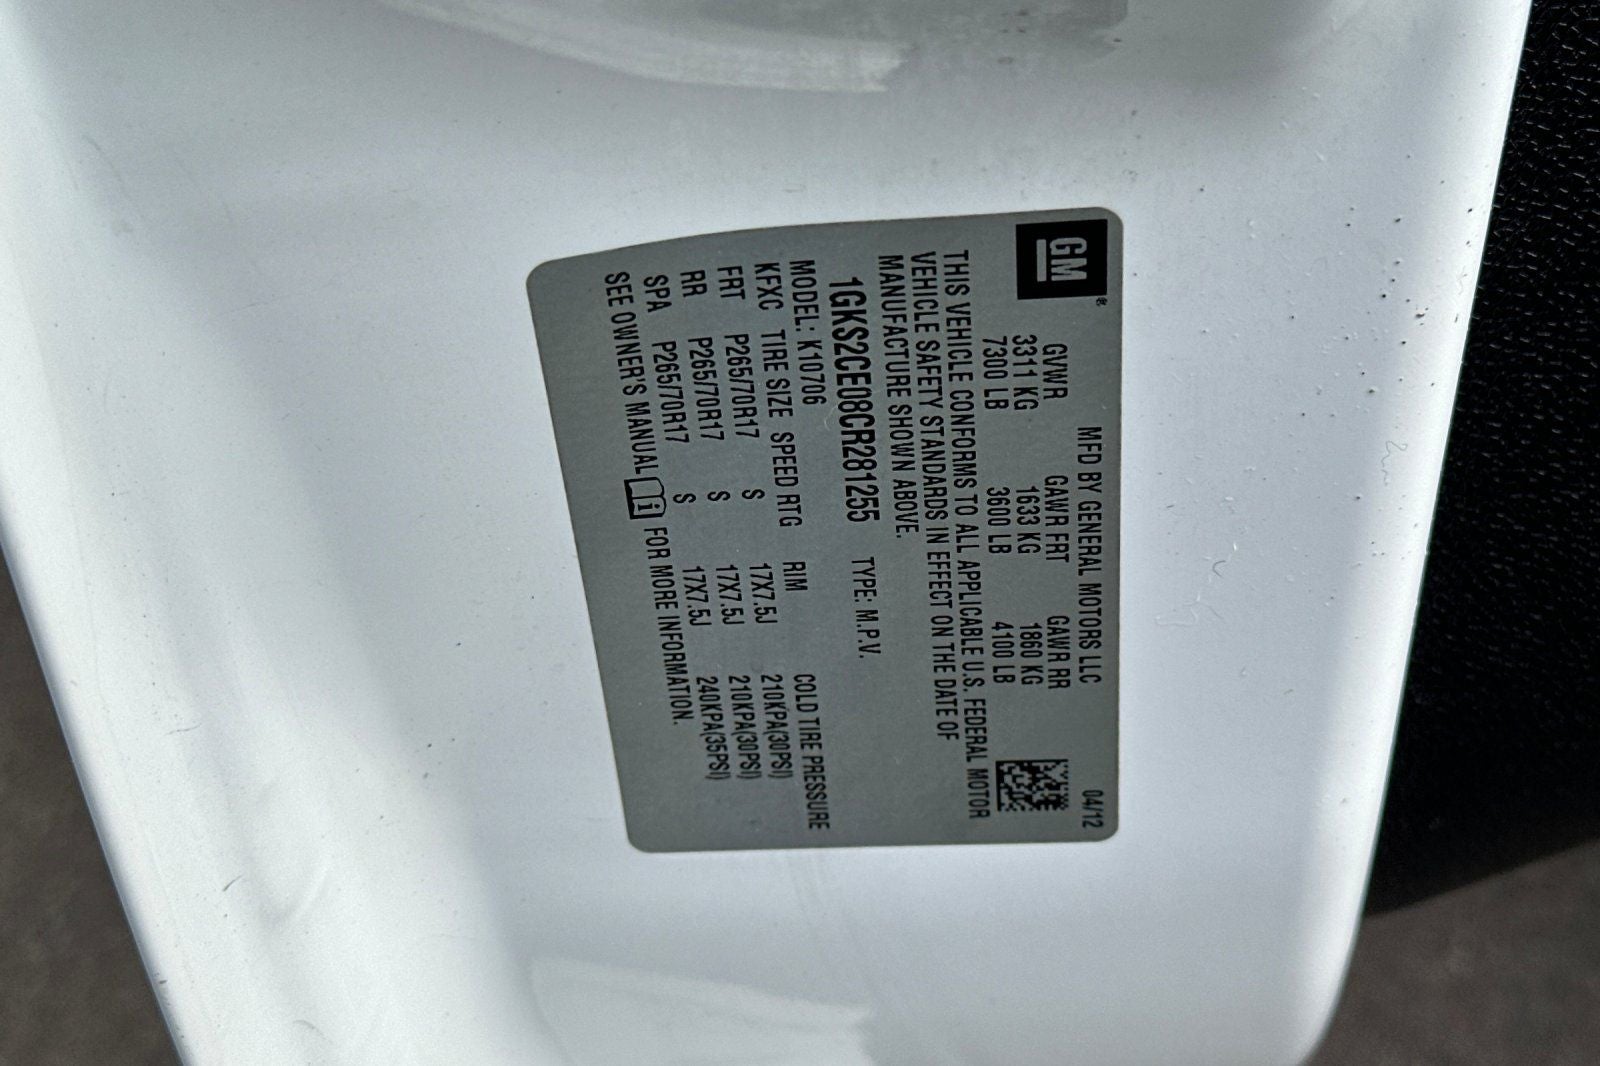 GM®
MFD BY GENERAL MOTORS LLC 04/12
GVWR GAWR FRT GAWR RR
3311 KG 1633 KG 1860 KG
7300 LB 3600 LB 4100 LB
THIS VEHICLE CONFORMS TO ALL APPLICABLE U.S. FEDERAL MOTOR
VEHICLE SAFETY STANDARDS IN EFFECT ON THE DATE OF
MANUFACTURE SHOWN ABOVE.
1GKS2CE08CR281255 TYPE: M.P.V.
MODEL: K10706
KFXC TIRE SIZE SPEED RTG RIM COLD TIRE PRESSURE
FRT P265/70R17 S 17X7.5J 210KPA(30PSI)
RR P265/70R17 S 17X7.5J 210KPA(30PSI)
SPA P265/70R17 S 17X7.5J 240KPA(35PSI)
SEE OWNER'S MANUAL i FOR MORE INFORMATION.